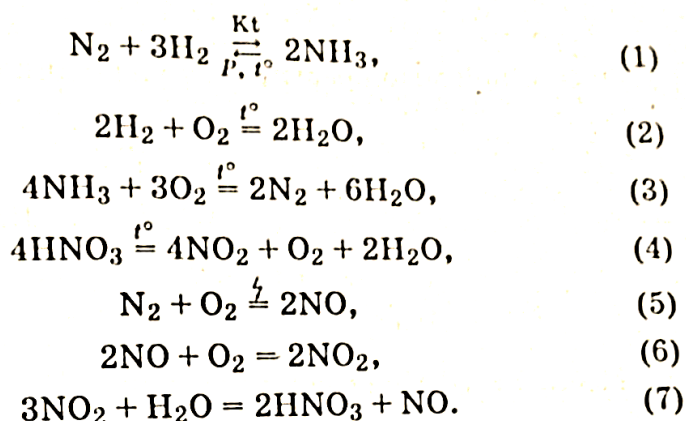 N₂ + 3H₂ ⇄ 2NH₃, (1)
Kt
P, t°
2H₂ + O₂ =^{t°} 2H₂O, (2)
4NH₃ + 3O₂ =^{t°} 2N₂ + 6H₂O, (3)
4HNO₃ =^{t°} 4NO₂ + O₂ + 2H₂O, (4)
N₂ + O₂ =^{↯} 2NO, (5)
2NO + O₂ = 2NO₂, (6)
3NO₂ + H₂O = 2HNO₃ + NO. (7)